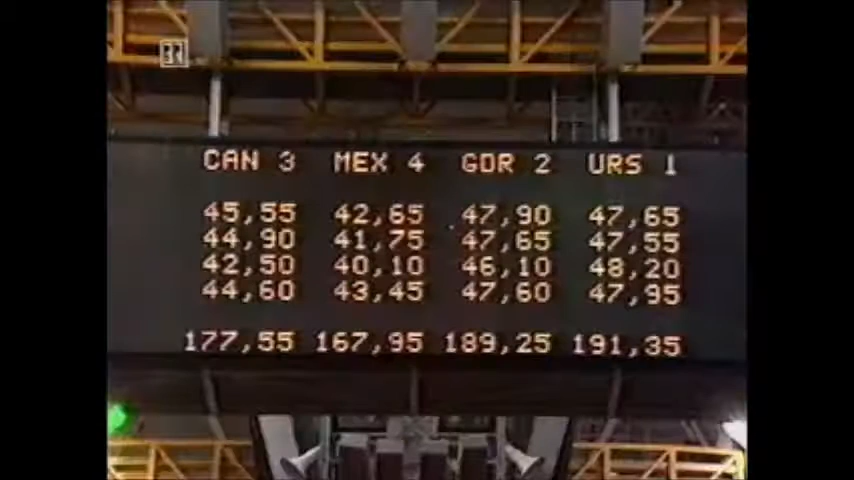 CAN 3 MEX 4 GDR 2 URS 1
45,55 42,65 47,90 47,65
44,90 41,75 47,65 47,55
42,50 40,10 46,10 48,20
44,60 43,45 47,60 47,95
177,55 167,95 189,25 191,35